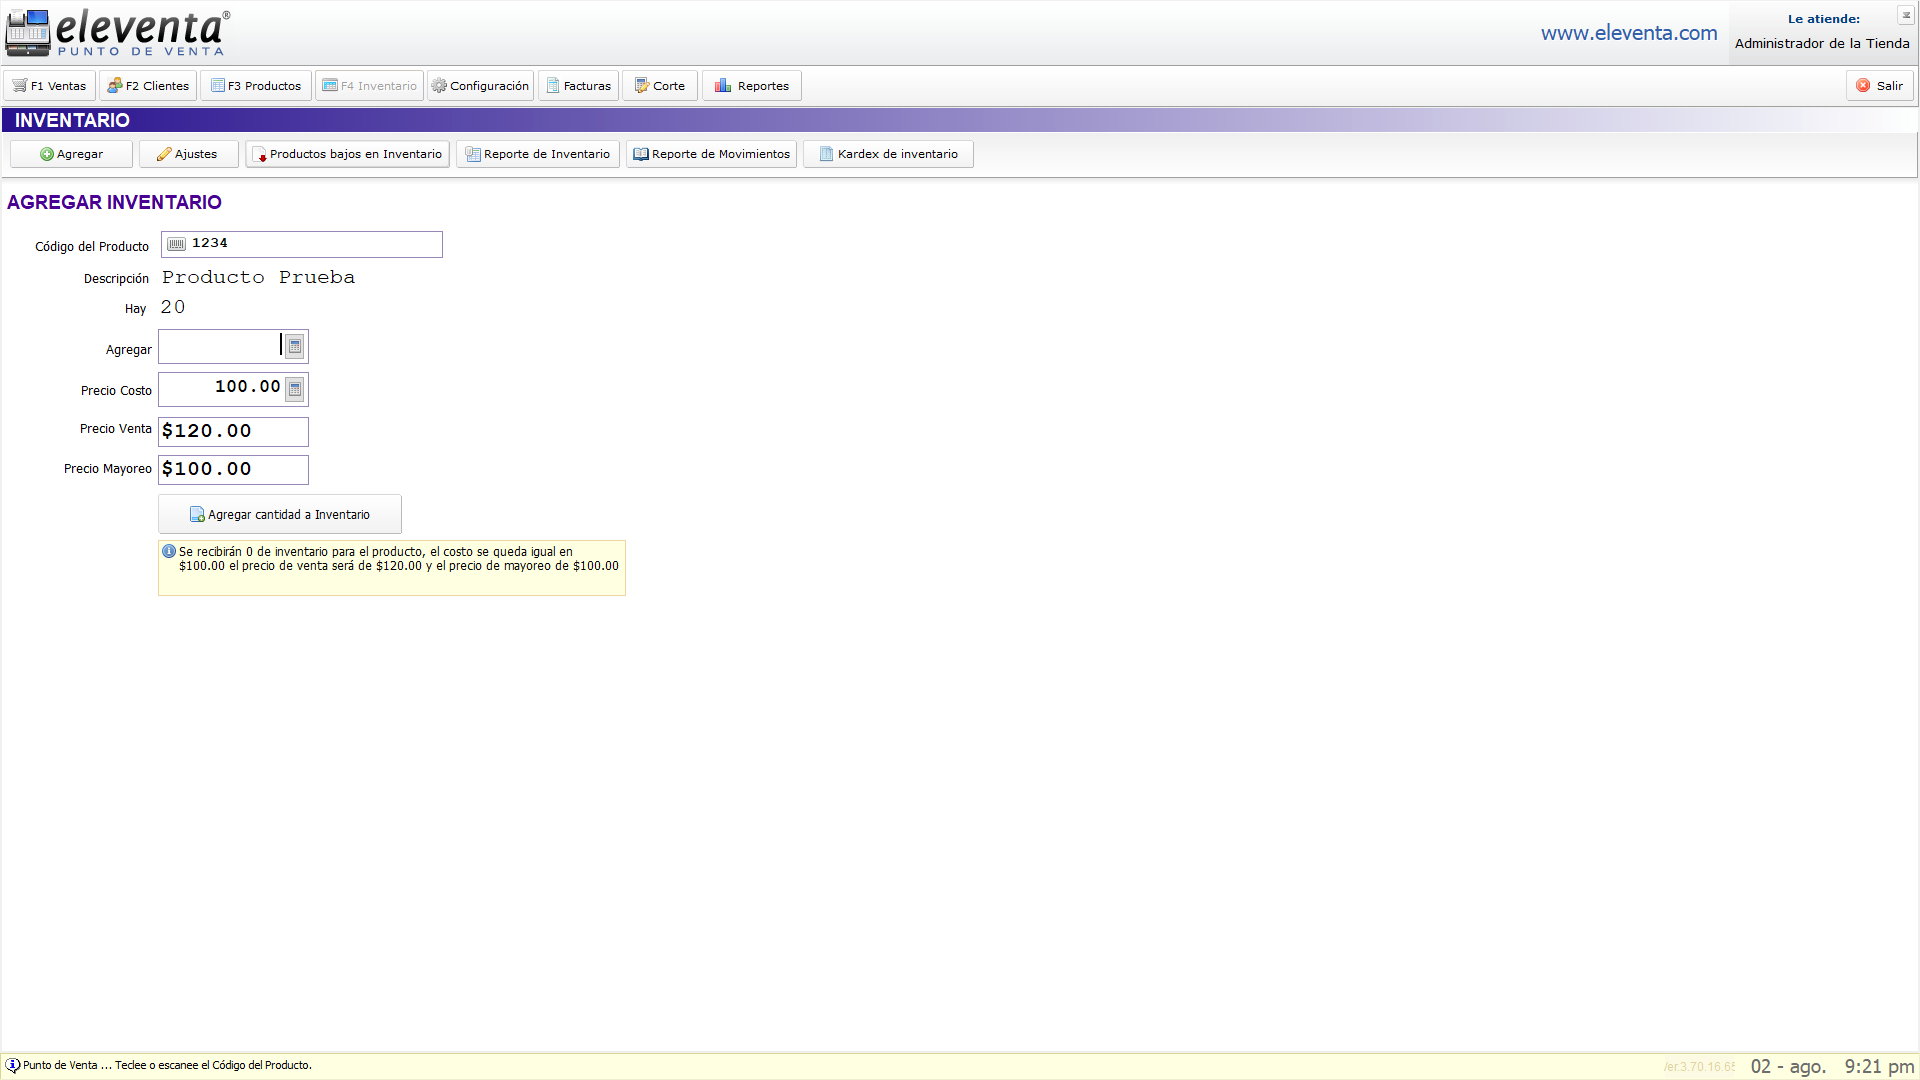 eleventa®
PUNTO DE VENTA
www.eleventa.com
Le atiende:
Administrador de la Tienda
F1 Ventas
F2 Clientes
F3 Productos
F4 Inventario
Configuración
Facturas
Corte
Reportes
Salir
INVENTARIO
Agregar
Ajustes
Productos bajos en Inventario
Reporte de Inventario
Reporte de Movimientos
Kardex de inventario
AGREGAR INVENTARIO
Código del Producto 1234
Descripción Producto Prueba
Hay 20
Agregar
Precio Costo 100.00
Precio Venta $120.00
Precio Mayoreo $100.00
Agregar cantidad a Inventario
Se recibirán 0 de inventario para el producto, el costo se queda igual en
$100.00 el precio de venta será de $120.00 y el precio de mayoreo de $100.00
Punto de Venta ... Teclee o escanee el Código del Producto.
02 - ago.
9:21 pm